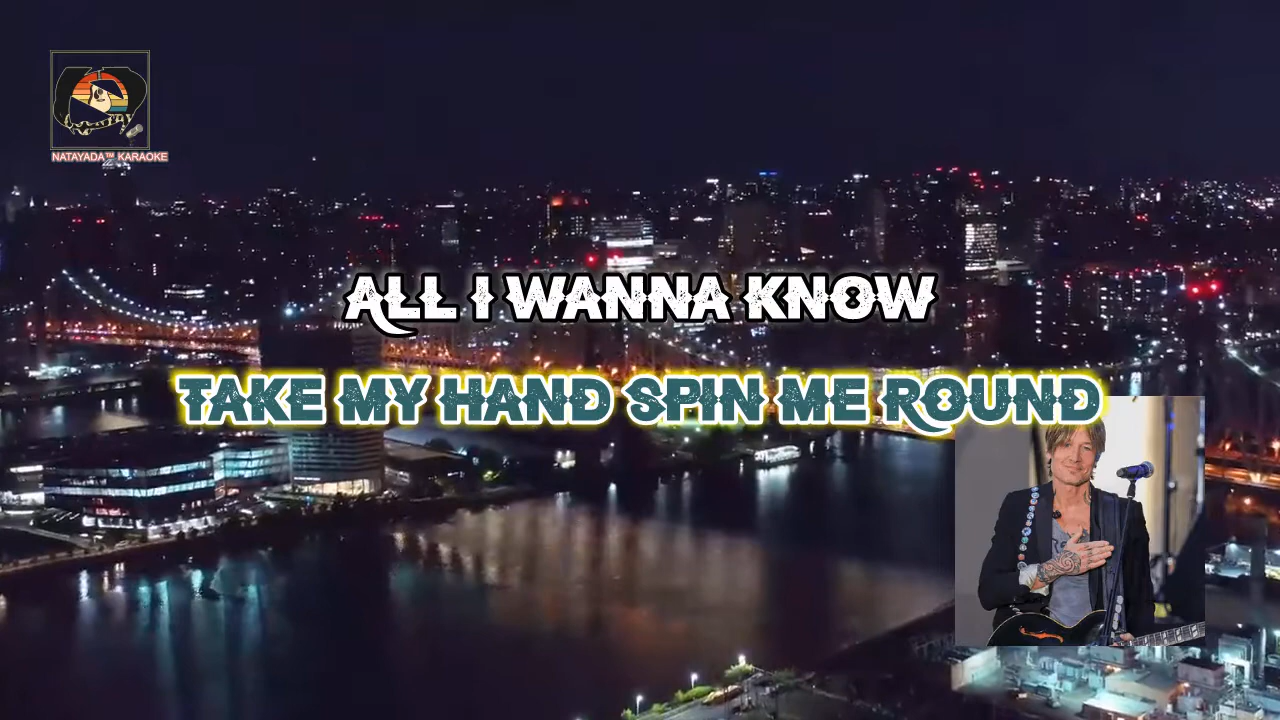 NATAYADA™ KARAOKE
ALL I WANNA KNOW
TAKE MY HAND SPIN ME ROUND